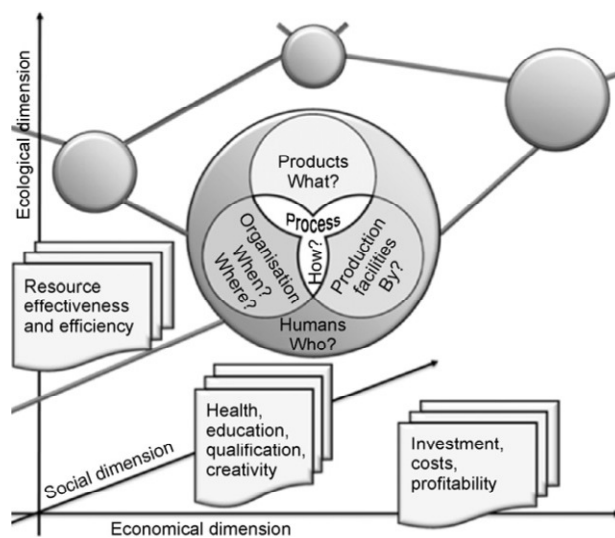 Ecological dimension
Products
What?
Process
How?
Organisation
When?
Where?
Production
facilities
By?
Humans
Who?
Resource
effectiveness
and efficiency
Health,
education,
qualification,
creativity
Investment,
costs,
profitability
Social dimension
Economical dimension